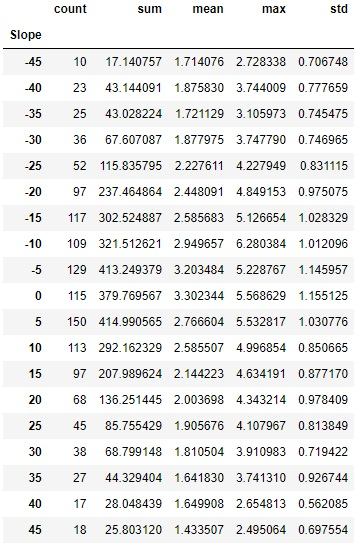 count sum mean max std
Slope
-45 10 17.140757 1.714076 2.728338 0.706748
-40 23 43.144091 1.875830 3.744009 0.777659
-35 25 43.028224 1.721129 3.105973 0.745475
-30 36 67.607087 1.877975 3.747790 0.746965
-25 52 115.835795 2.227611 4.227949 0.831115
-20 97 237.464864 2.448091 4.849153 0.975075
-15 117 302.524887 2.585683 5.126654 1.028329
-10 109 321.512621 2.949657 6.280384 1.012096
-5 129 413.249379 3.203484 5.228767 1.145957
0 115 379.769567 3.302344 5.568629 1.155125
5 150 414.990565 2.766604 5.532817 1.030776
10 113 292.162329 2.585507 4.996854 0.850665
15 97 207.989624 2.144223 4.634191 0.877170
20 68 136.251445 2.003698 4.343214 0.978409
25 45 85.755429 1.905676 4.107967 0.813849
30 38 68.799148 1.810504 3.910983 0.719422
35 27 44.329404 1.641830 3.741310 0.926744
40 17 28.048439 1.649908 2.654813 0.562085
45 18 25.803120 1.433507 2.495064 0.697554